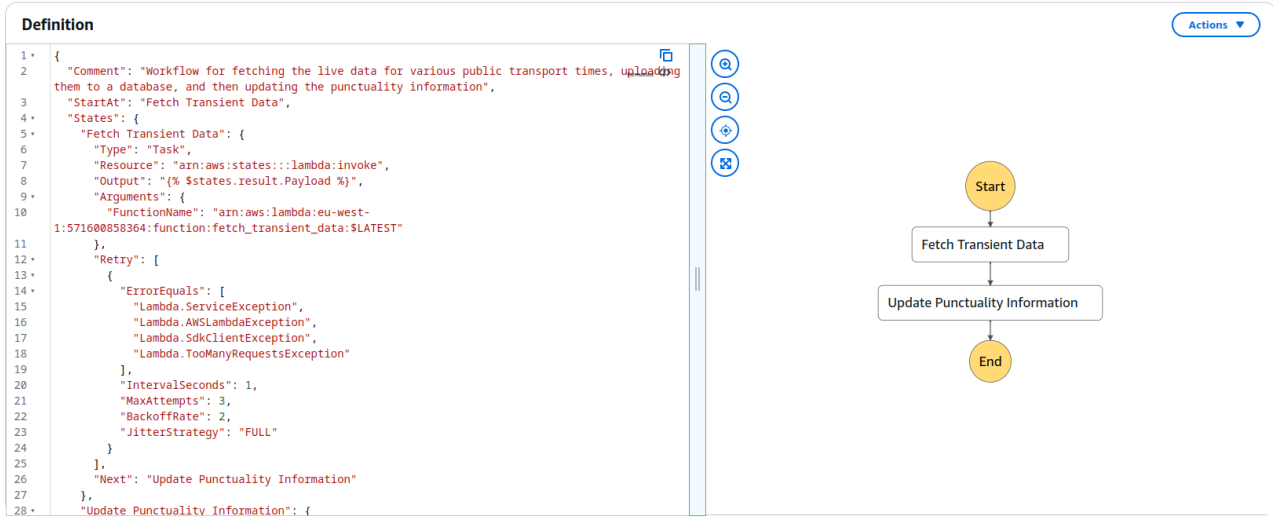 Definition
Actions ▼
1 {
2 "Comment": "Workflow for fetching the live data for various public transport times, uploading
them to a database, and then updating the punctuality information",
3 "StartAt": "Fetch Transient Data",
4 "States": {
5 "Fetch Transient Data": {
6 "Type": "Task",
7 "Resource": "arn:aws:states:::lambda:invoke",
8 "Output": "{% $states.result.Payload %}",
9 "Arguments": {
10 "FunctionName": "arn:aws:lambda:eu-west-
1:571600858364:function:fetch_transient_data:$LATEST"
11 },
12 "Retry": [
13 {
14 "ErrorEquals": [
15 "Lambda.ServiceException",
16 "Lambda.AWSLambdaException",
17 "Lambda.SdkClientException",
18 "Lambda.TooManyRequestsException"
19 ],
20 "IntervalSeconds": 1,
21 "MaxAttempts": 3,
22 "BackoffRate": 2,
23 "JitterStrategy": "FULL"
24 }
25 ],
26 "Next": "Update Punctuality Information"
27 },
28 "Update Punctuality Information": {
Start
Fetch Transient Data
Update Punctuality Information
End